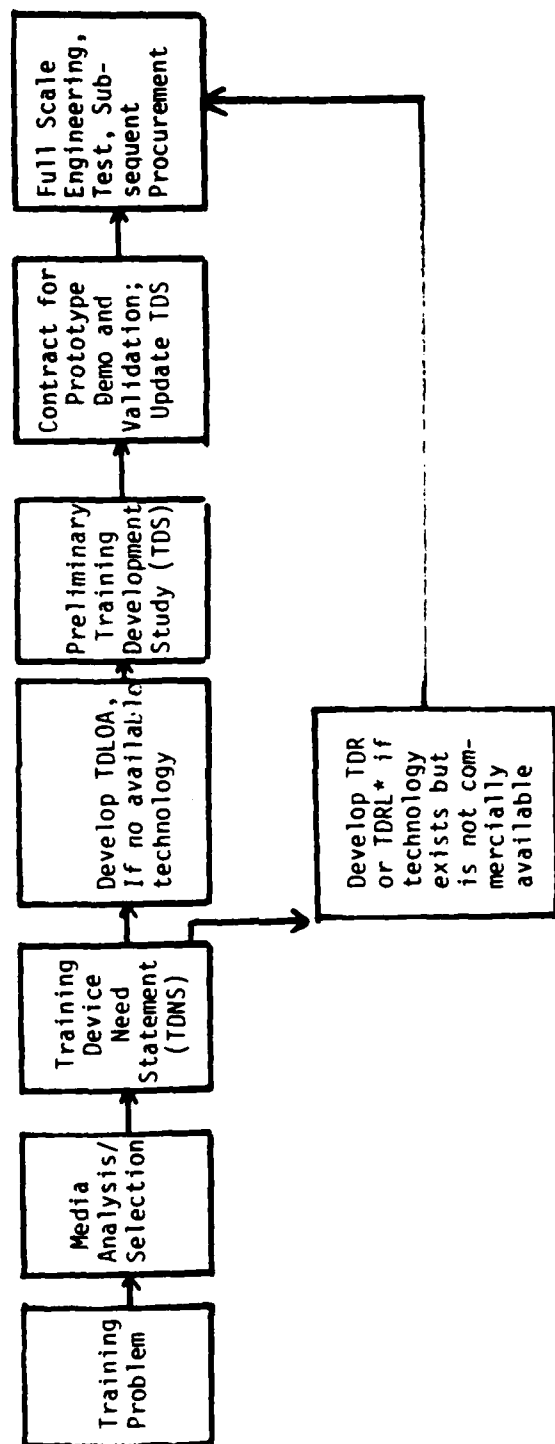 Training
Problem
Media
Analysis/
Selection
Training
Device
Need
Statement
(TDNS)
Develop TDLOA,
If no available
technology
Preliminary
Training
Development
Study (TDS)
Contract for
Prototype
Demo and
Validation;
Update TDS
Full Scale
Engineering,
Test, Sub-
sequent
Procurement
Develop TDR
or TDRL* if
technology
exists but
is not com-
mercially
available